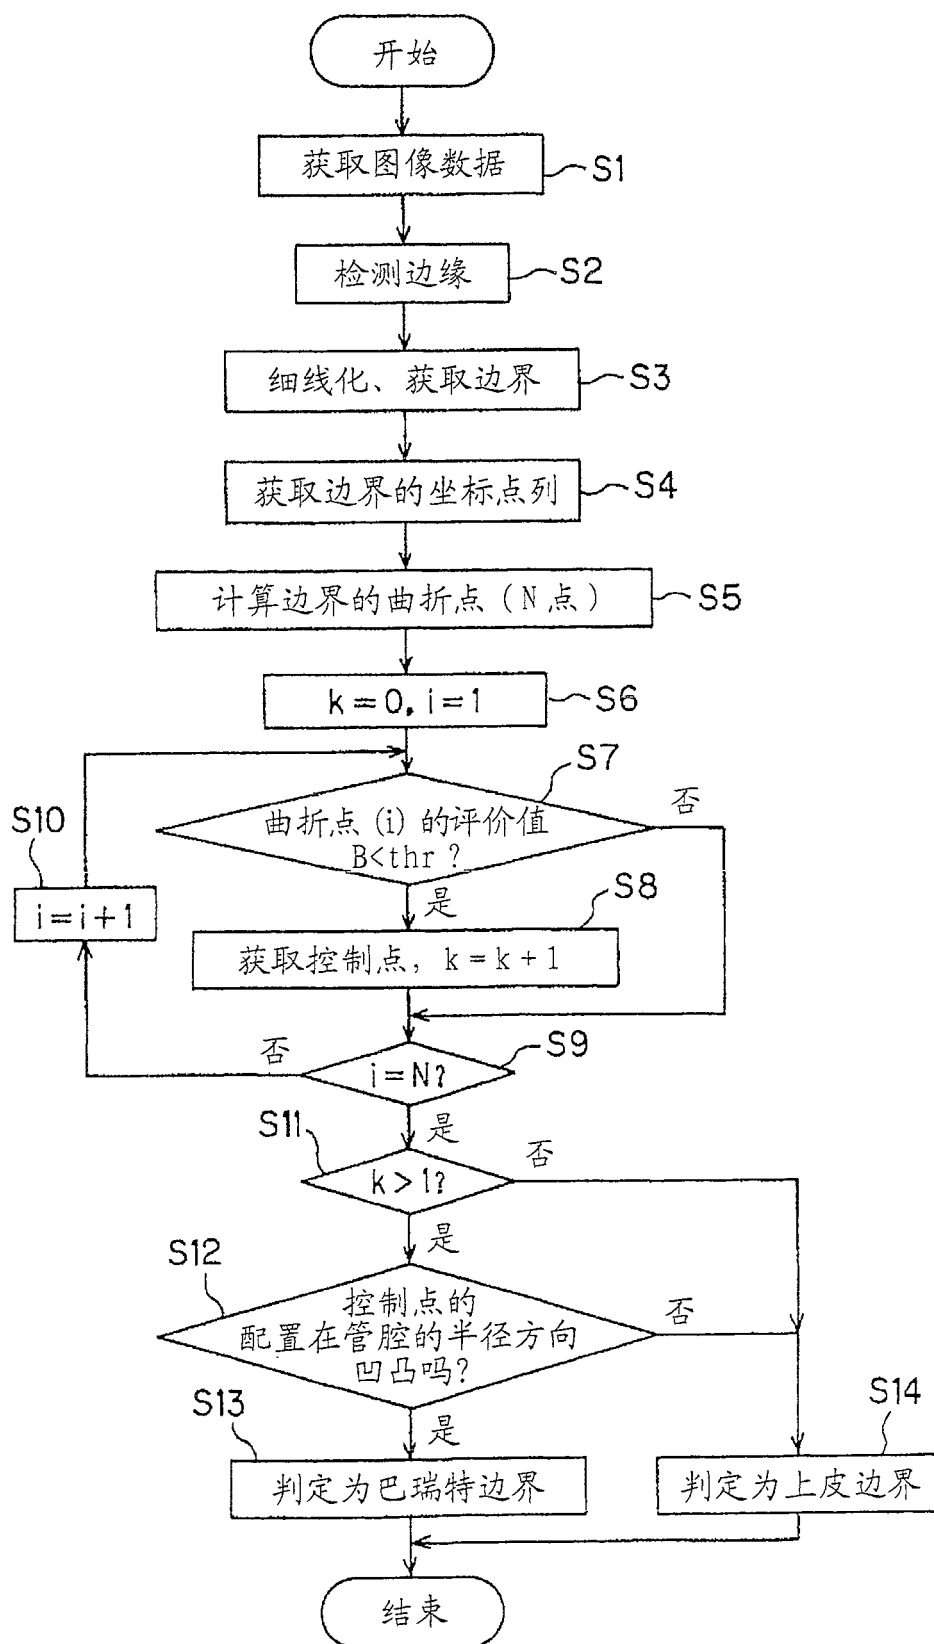 开始
获取图像数据
S1
检测边缘
S2
细线化、获取边界
S3
获取边界的坐标点列
S4
计算边界的曲折点（N点）
S5
k=0, i=1
S6
S7
曲折点(i)的评价值
B<thr？
否
是
S10
i=i+1
S8
获取控制点，k=k+1
S9
i=N?
否
是
S11
k>1?
否
是
S12
控制点的
配置在管腔的半径方向
凹凸吗？
否
是
S13
判定为巴瑞特边界
S14
判定为上皮边界
结束